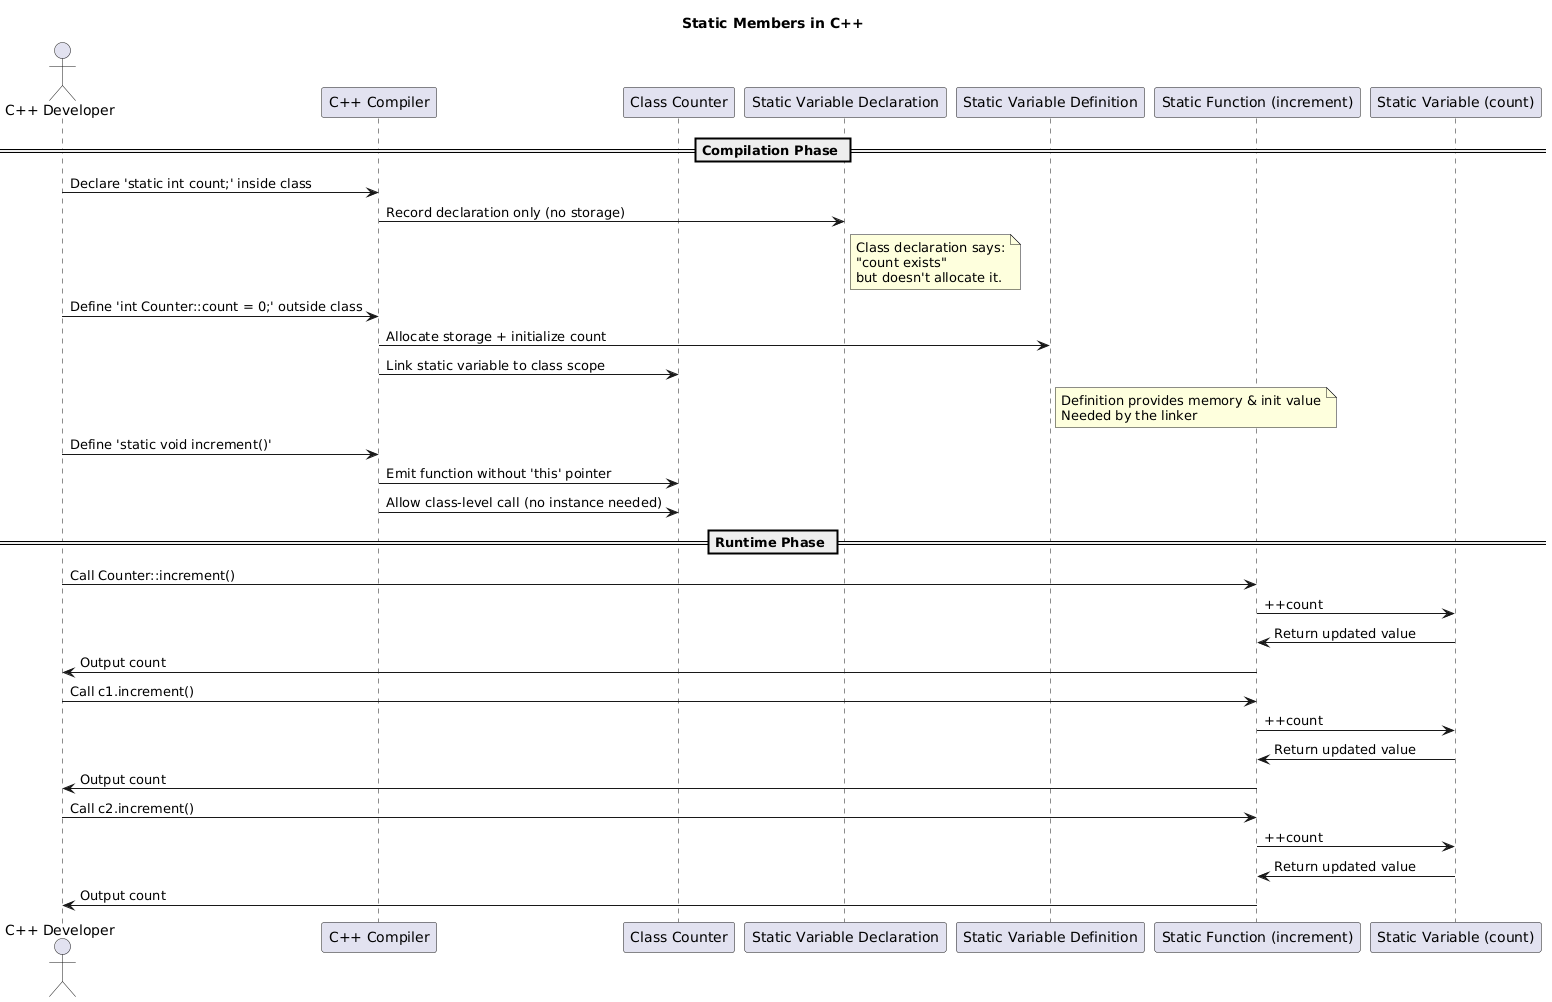 Static Members in C++
C++ Developer
C++ Compiler
Class Counter
Static Variable Declaration
Static Variable Definition
Static Function (increment)
Static Variable (count)
Compilation Phase
Declare 'static int count;' inside class
Record declaration only (no storage)
Class declaration says:
"count exists"
but doesn't allocate it.
Define 'int Counter::count = 0;' outside class
Allocate storage + initialize count
Link static variable to class scope
Definition provides memory & init value
Needed by the linker
Define 'static void increment()'
Emit function without 'this' pointer
Allow class-level call (no instance needed)
Runtime Phase
Call Counter::increment()
++count
Return updated value
Output count
Call c1.increment()
++count
Return updated value
Output count
Call c2.increment()
++count
Return updated value
Output count
C++ Developer
C++ Compiler
Class Counter
Static Variable Declaration
Static Variable Definition
Static Function (increment)
Static Variable (count)